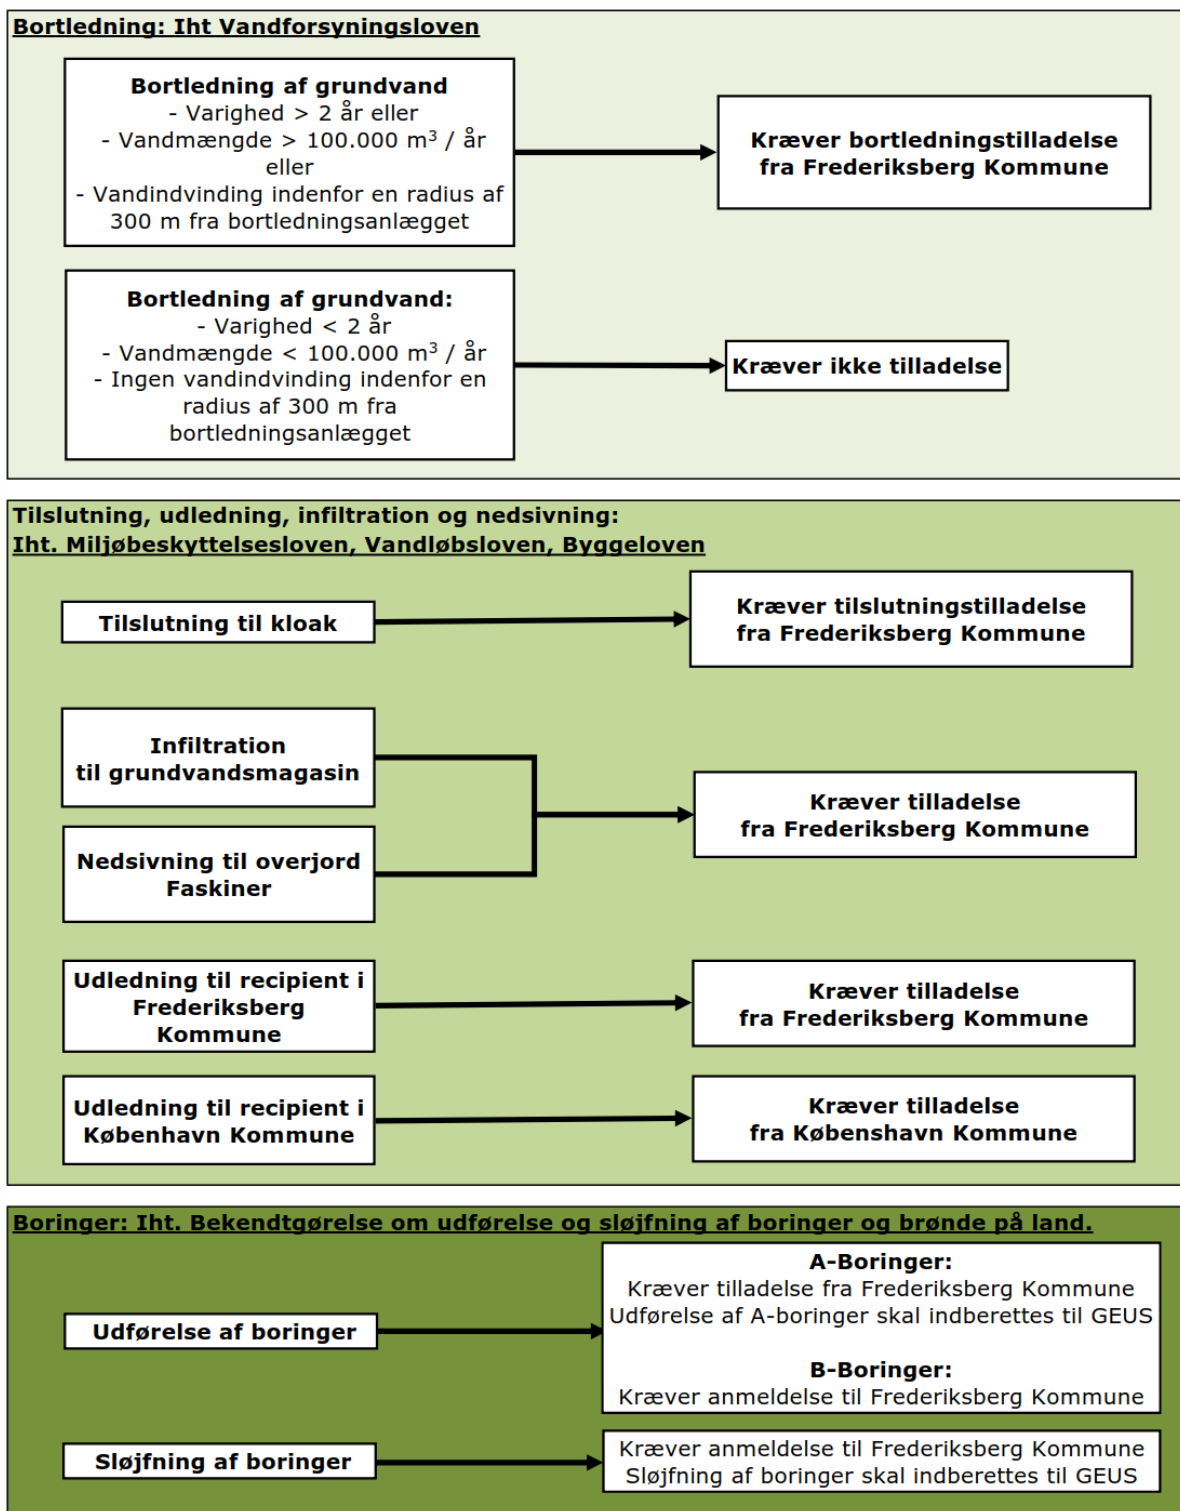 Bortledning: Iht Vandforsyningsloven
Bortledning af grundvand
- Varighed > 2 år eller
- Vandmængde > 100.000 m³ / år
eller
- Vandindvinding indenfor en radius af
300 m fra bortledningsanlægget
Kræver bortledningstilladelse
fra Frederiksberg Kommune
Bortledning af grundvand:
- Varighed < 2 år
- Vandmængde < 100.000 m³ / år
- Ingen vandindvinding indenfor en
radius af 300 m fra
bortledningsanlægget
Kræver ikke tilladelse
Tilslutning, udledning, infiltration og nedsivning:
Iht. Miljøbeskyttelsesloven, Vandløbsloven, Byggeloven
Tilslutning til kloak
Kræver tilslutningstilladelse
fra Frederiksberg Kommune
Infiltration
til grundvandsmagasin
Nedsivning til overjord
Faskiner
Kræver tilladelse
fra Frederiksberg Kommune
Udledning til recipient i
Frederiksberg
Kommune
Kræver tilladelse
fra Frederiksberg Kommune
Udledning til recipient i
København Kommune
Kræver tilladelse
fra Københshavn Kommune
Boringer: Iht. Bekendtgørelse om udførelse og sløjfning af boringer og brønde på land.
Udførelse af boringer
A-Boringer:
Kræver tilladelse fra Frederiksberg Kommune
Udførelse af A-boringer skal indberettes til GEUS
B-Boringer:
Kræver anmeldelse til Frederiksberg Kommune
Sløjfning af boringer
Kræver anmeldelse til Frederiksberg Kommune
Sløjfning af boringer skal indberettes til GEUS